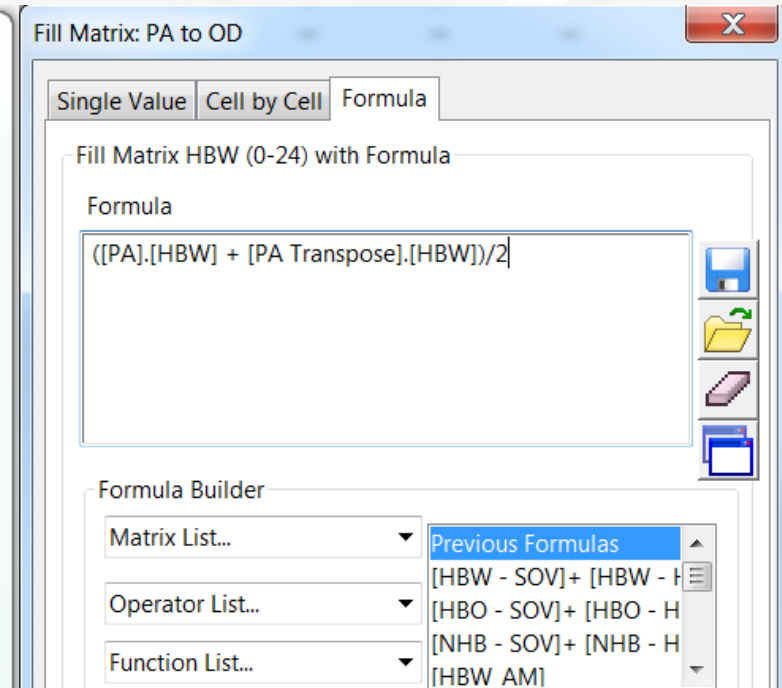 Fill Matrix: PA to OD
Single Value Cell by Cell Formula
Fill Matrix HBW (0-24) with Formula
Formula
([PA].[HBW] + [PA Transpose].[HBW])/2
Formula Builder
Matrix List...
Operator List...
Function List...
Previous Formulas
[HBW - SOV]+ [HBW - H
[HBO - SOV]+ [HBO - H
[NHB - SOV]+ [NHB - H
[HBW AM]